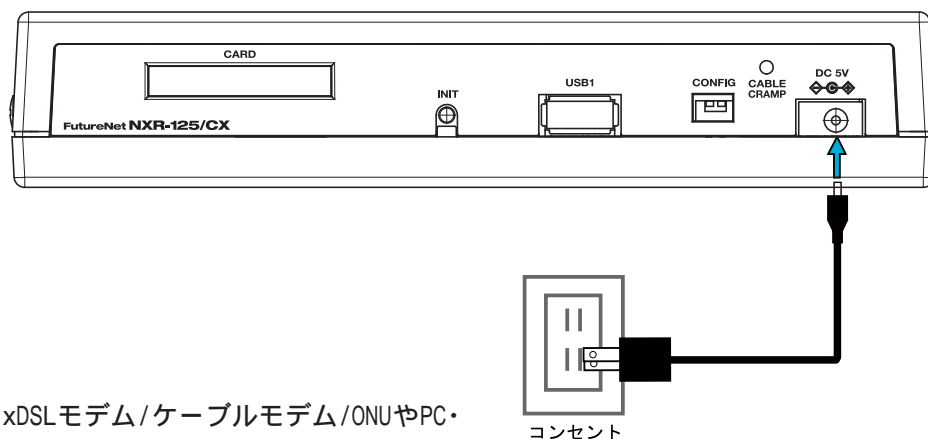 CARD
INIT
USB1
CONFIG
CABLE
CRAMP
DC 5V
FutureNet NXR-125/CX
xDSLモデム/ケーブルモデム/ONUやPC・
コンセント